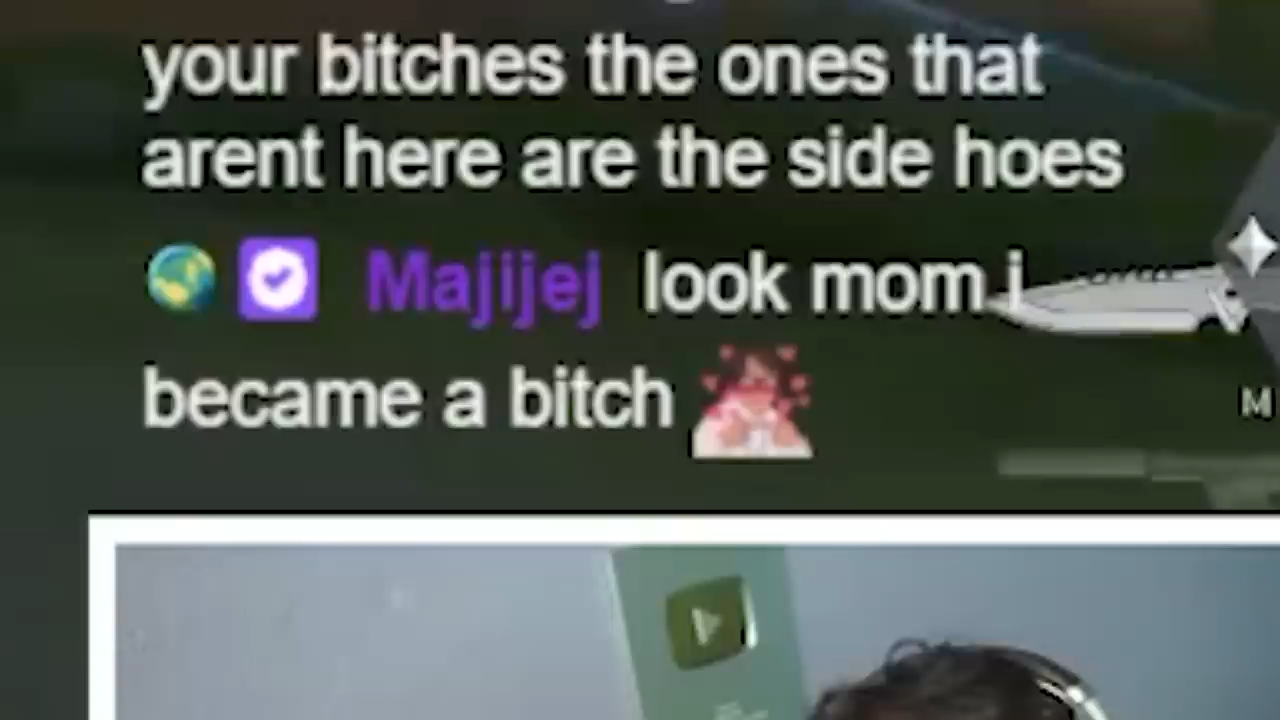 your bitches the ones that
arent here are the side hoes
Majijej look mom i
became a bitch
M